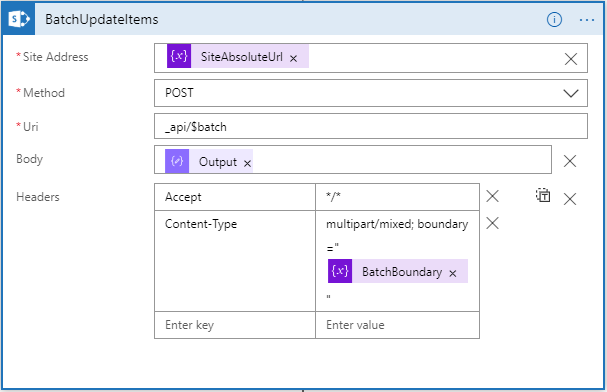 BatchUpdateItems
* Site Address
{x} SiteAbsoluteUrl ×
* Method
POST
* Uri
_api/$batch
Body
Output ×
Headers
Accept
*/*
Content-Type
multipart/mixed; boundary
="
{x} BatchBoundary ×
"
Enter key
Enter value